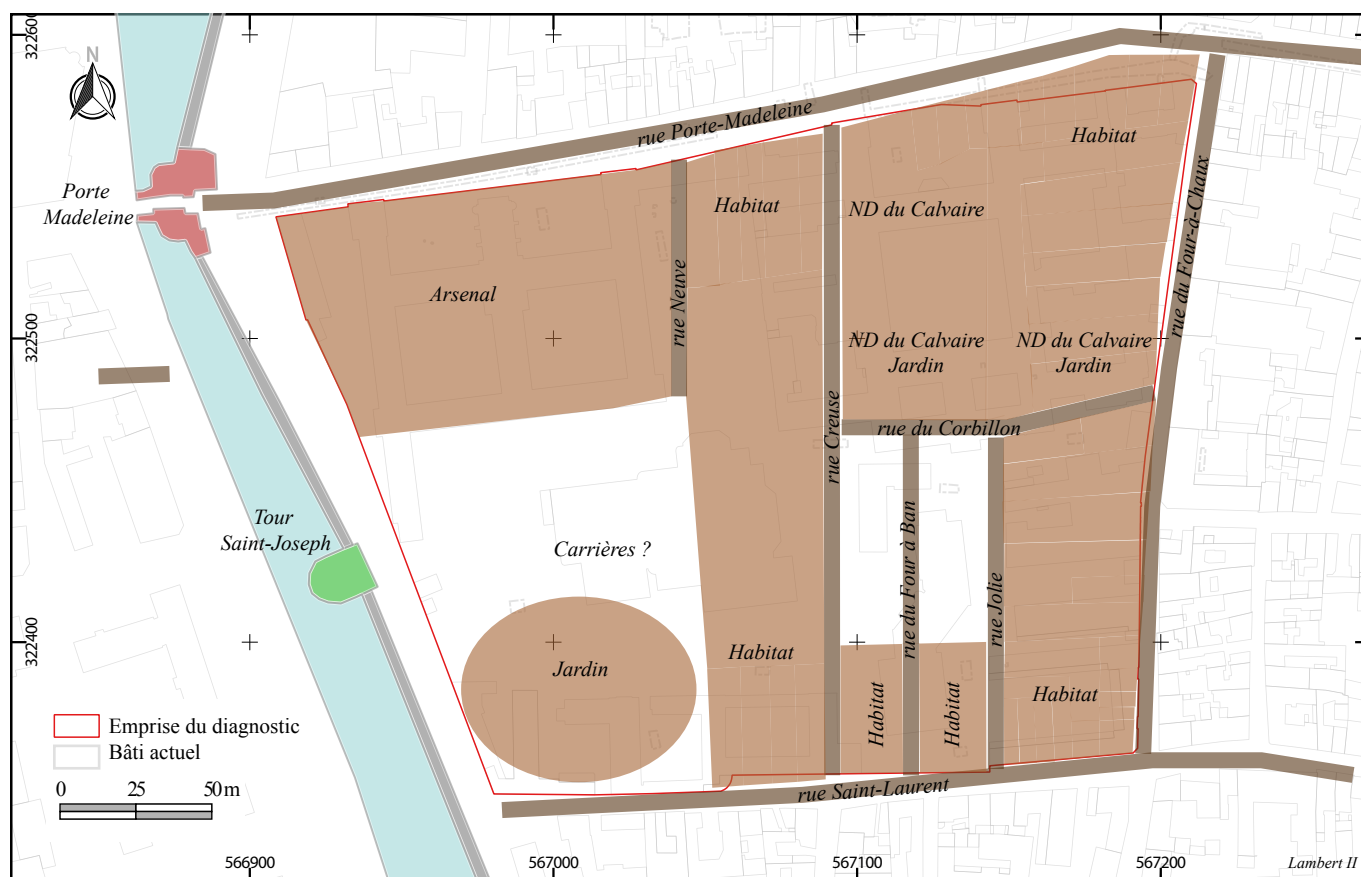 322600
N
rue Porte-Madeleine
Habitat
Porte
Madeleine
Habitat
ND du Calvaire
rue du Four-à-Chaux
Arsenal
rue Neuve
322500
ND du Calvaire
Jardin
ND du Calvaire
Jardin
rue Creuse
rue du Corbillon
Tour
Saint-Joseph
Carrières ?
rue du Four à Ban
rue Jolie
322400
Jardin
Habitat
Habitat
Habitat
Habitat
Emprise du diagnostic
Bâti actuel
0 25 50 m
rue Saint-Laurent
566900 567000 567100 567200
Lambert II